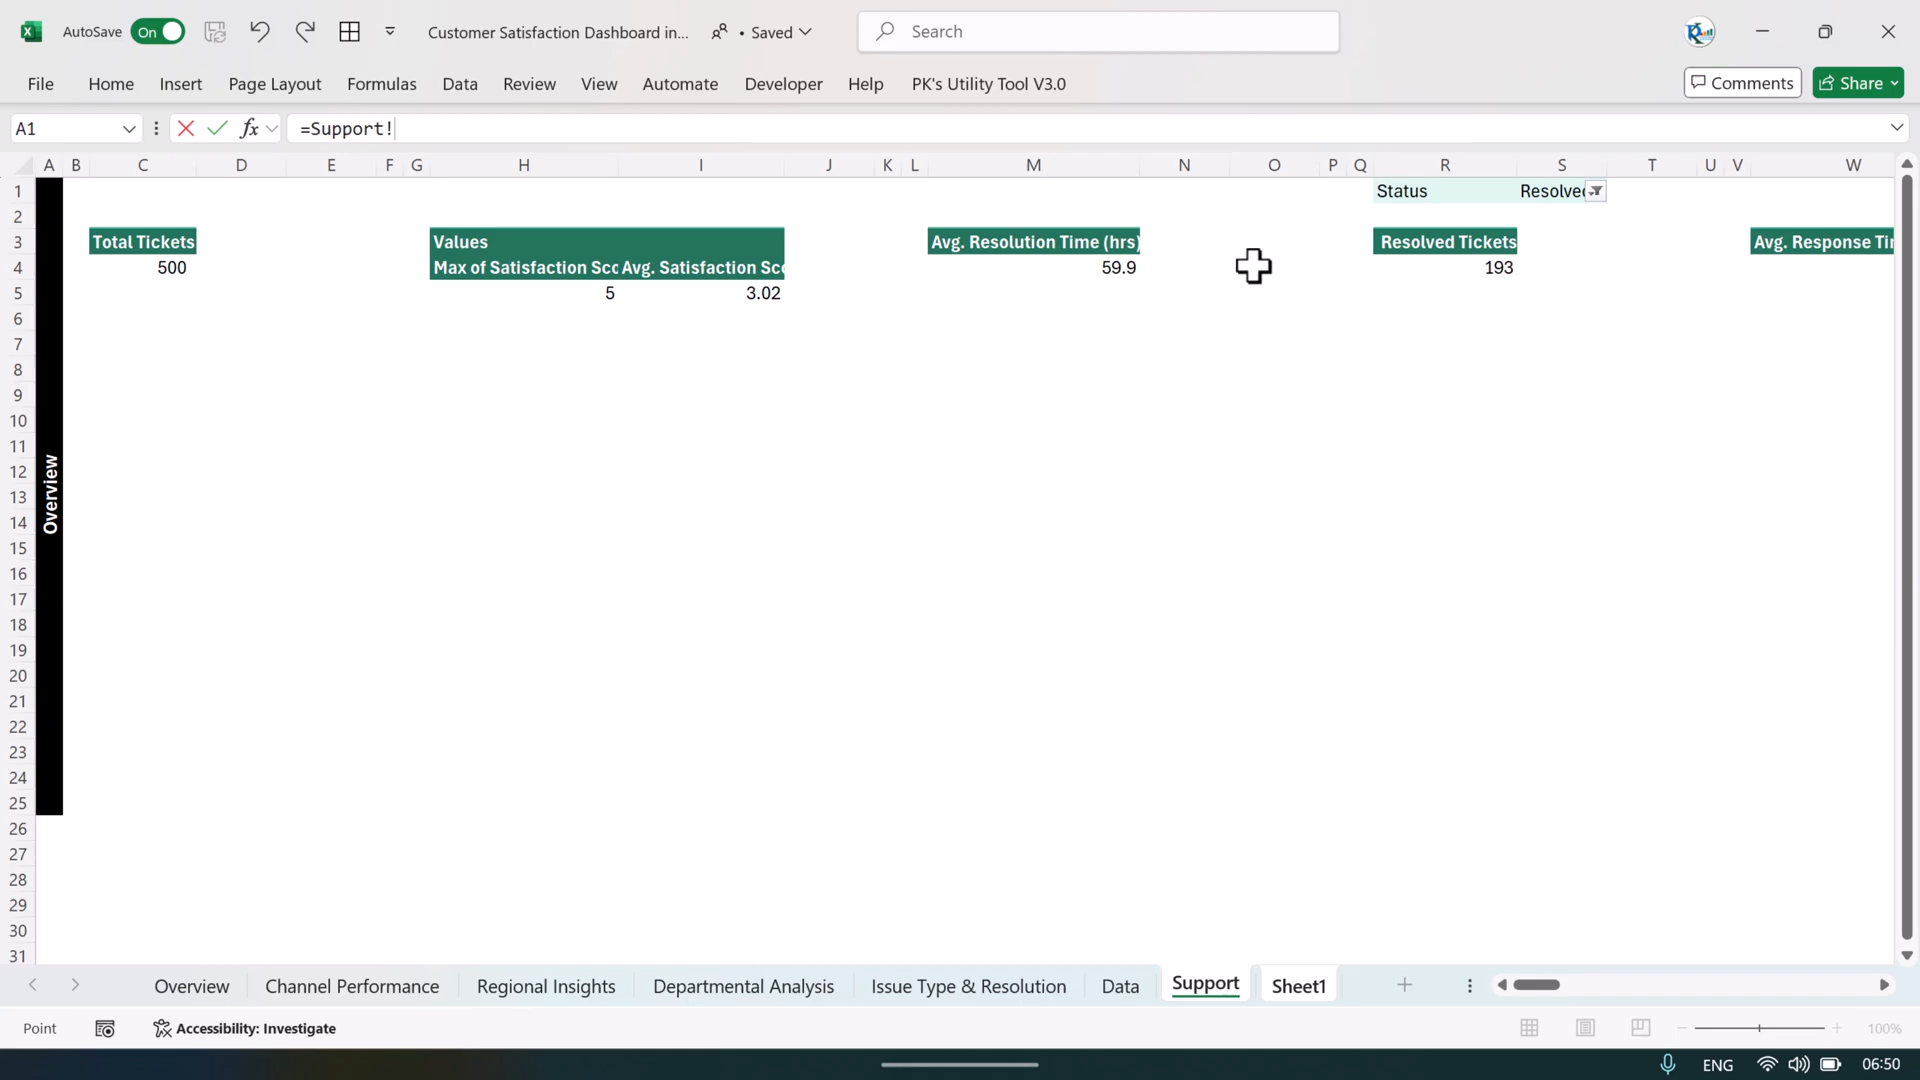 AutoSave On Customer Satisfaction Dashboard in... • Saved Search
File Home Insert Page Layout Formulas Data Review View Automate Developer Help PK's Utility Tool V3.0 Comments Share
A1 fx =Support!
A B C D E F G H I J K L M N O P Q R S T U V W
1 Status Resolved
2
3 Total Tickets Values Avg. Resolution Time (hrs) Resolved Tickets Avg. Response Ti
4 500 Max of Satisfaction Sco Avg. Satisfaction Sco 59.9 193
5 5 3.02
6
7
8
9
10
11
12
13
14
15
16
17
18
19
20
21
22
23
24
25
26
27
28
29
30
31
Overview
Overview Channel Performance Regional Insights Departmental Analysis Issue Type & Resolution Data Support Sheet1
Point Accessibility: Investigate 100%
ENG 06:50